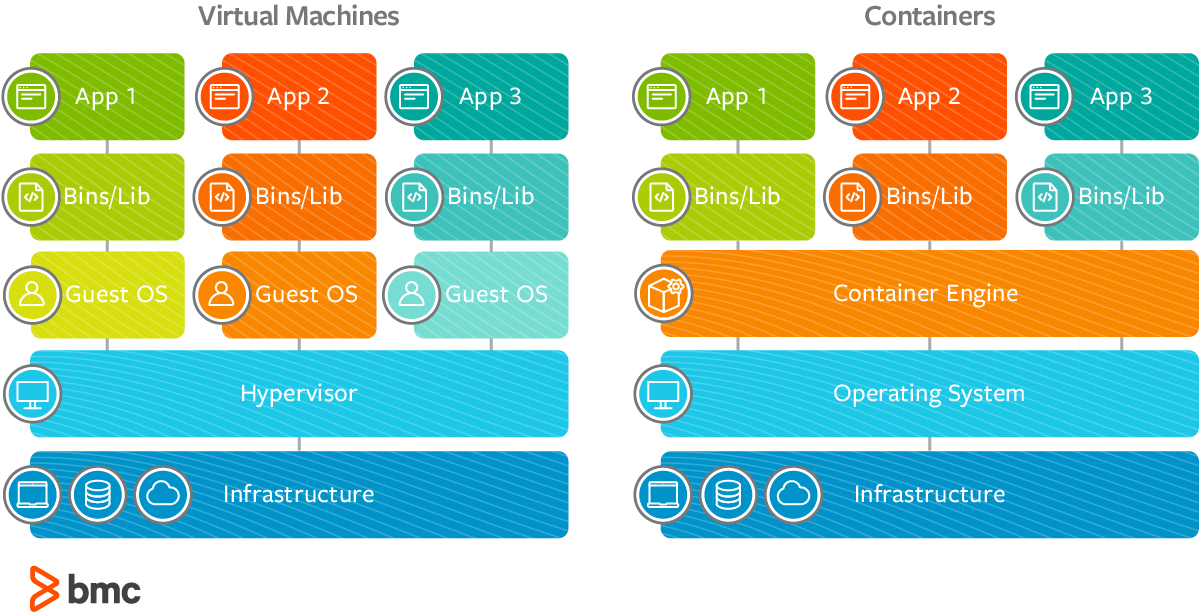 Virtual Machines
Containers
App 1
App 2
App 3
App 1
App 2
App 3
Bins/Lib
Bins/Lib
Bins/Lib
Bins/Lib
Bins/Lib
Bins/Lib
Guest OS
Guest OS
Guest OS
Container Engine
Hypervisor
Operating System
Infrastructure
Infrastructure
bmc